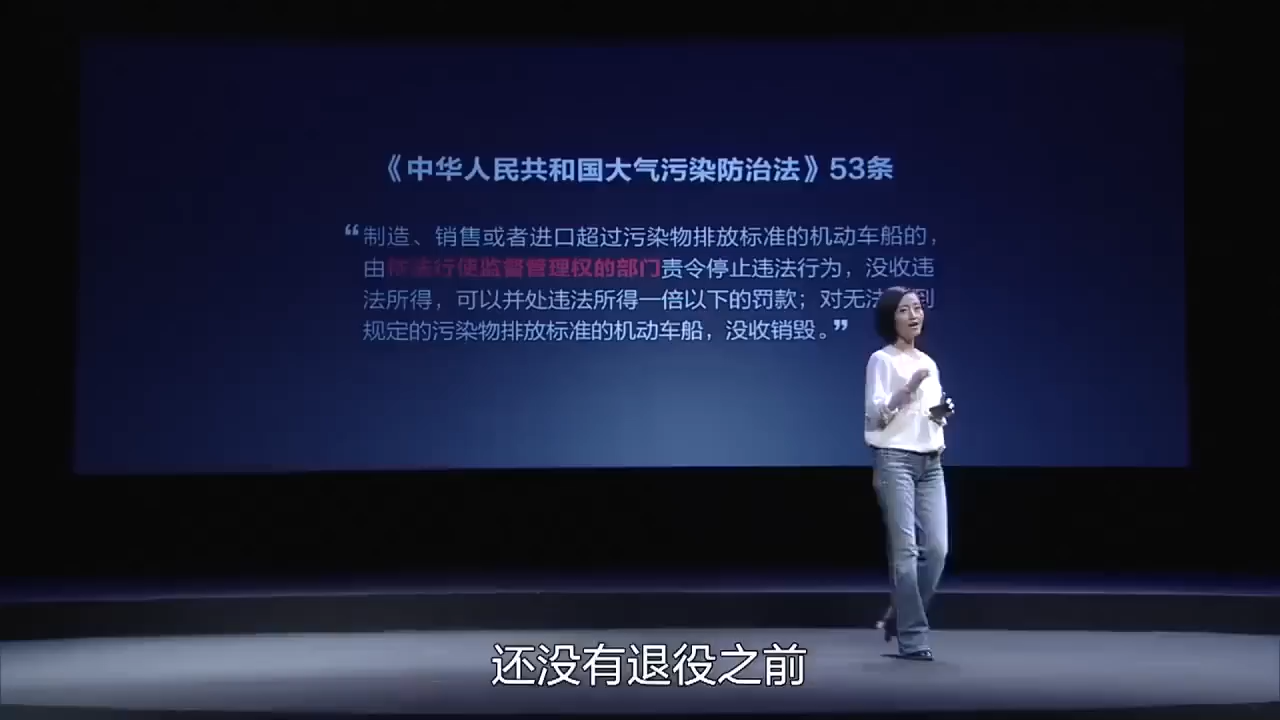 《中华人民共和国大气污染防治法》53条
“制造、销售或者进口超过污染物排放标准的机动车船的，
由依法行使监督管理权的部门责令停止违法行为，没收违
法所得，可以并处违法所得一倍以下的罚款；对无法 到
规定的污染物排放标准的机动车船，没收销毁。”
还没有退役之前